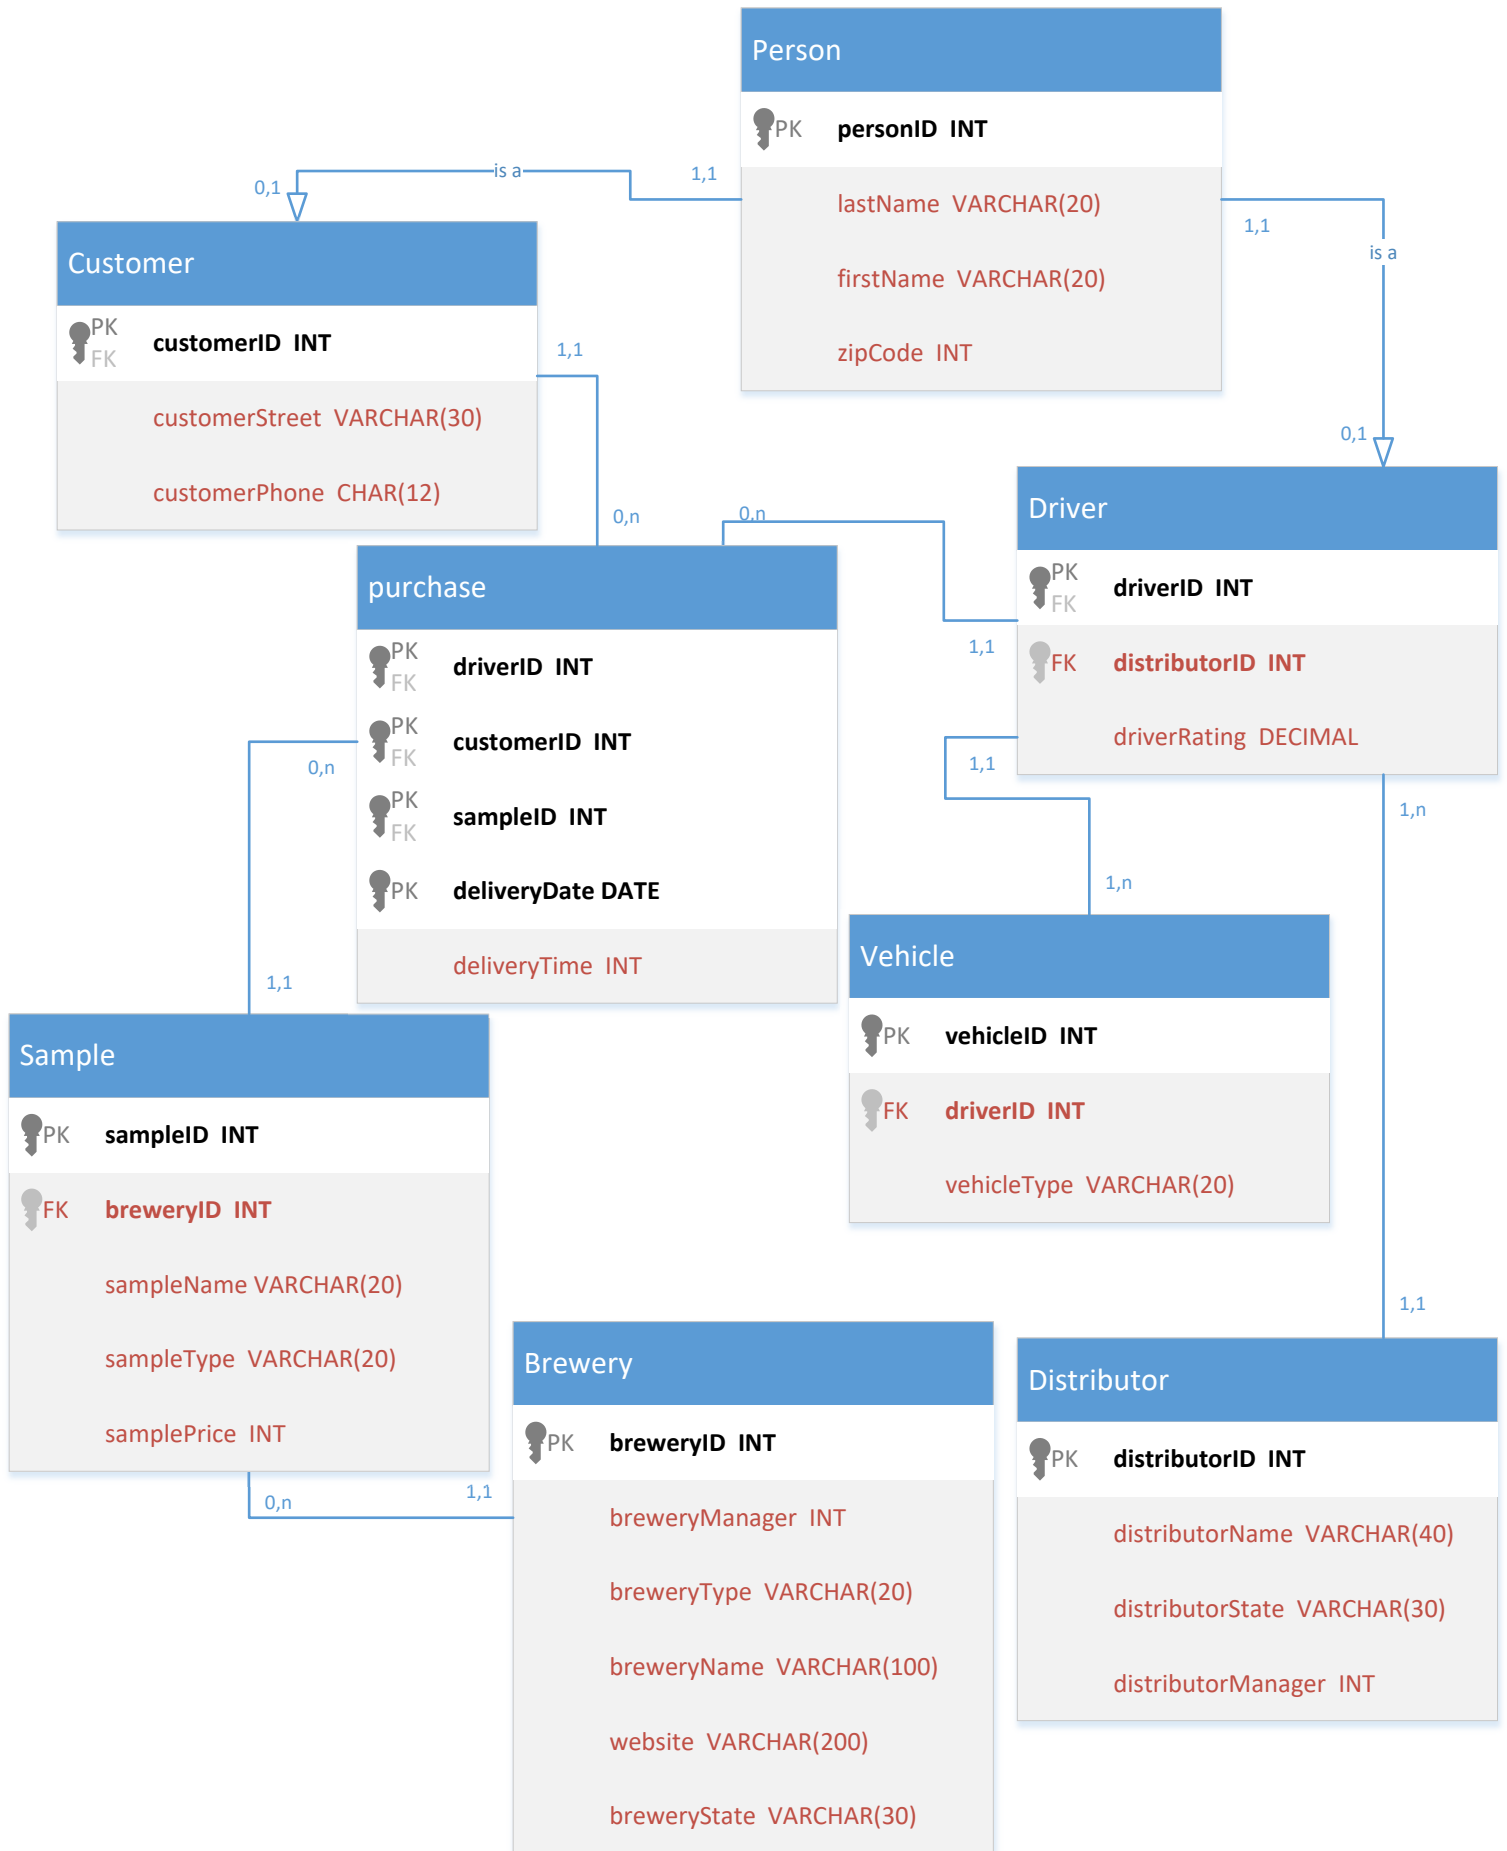 Person
PK personID INT
lastName VARCHAR(20)
firstName VARCHAR(20)
zipCode INT
1,1
is a
0,1
1,1
is a
0,1
Customer
PK
FK
customerID INT
customerStreet VARCHAR(30)
customerPhone CHAR(12)
1,1
0,n
0,n
1,1
Driver
PK
FK
driverID INT
FK distributorID INT
driverRating DECIMAL
1,1
1,n
1,n
1,1
purchase
PK
FK
driverID INT
PK
FK
customerID INT
PK
FK
sampleID INT
PK deliveryDate DATE
deliveryTime INT
0,n
1,1
Vehicle
PK vehicleID INT
FK driverID INT
vehicleType VARCHAR(20)
Sample
PK sampleID INT
FK breweryID INT
sampleName VARCHAR(20)
sampleType VARCHAR(20)
samplePrice INT
0,n
1,1
Brewery
PK breweryID INT
breweryManager INT
breweryType VARCHAR(20)
breweryName VARCHAR(100)
website VARCHAR(200)
breweryState VARCHAR(30)
Distributor
PK distributorID INT
distributorName VARCHAR(40)
distributorState VARCHAR(30)
distributorManager INT